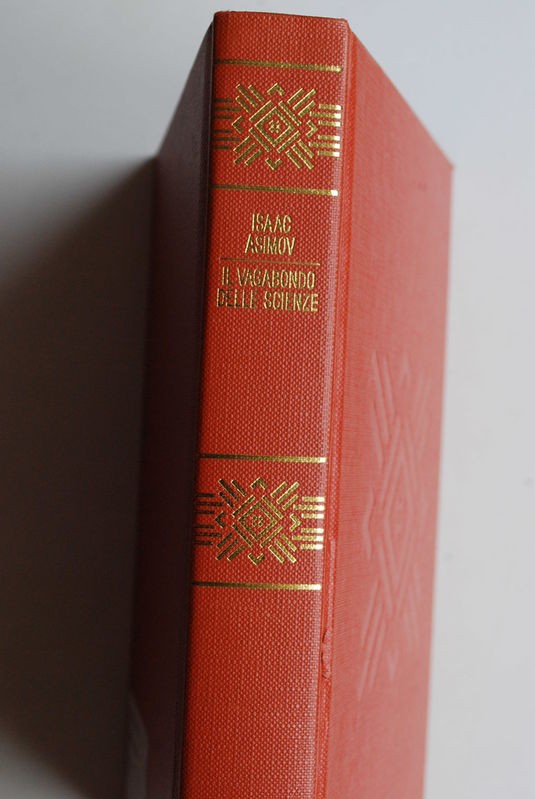 ISAAC
ASIMOV
IL VAGABONDO
DELLE SCIENZE